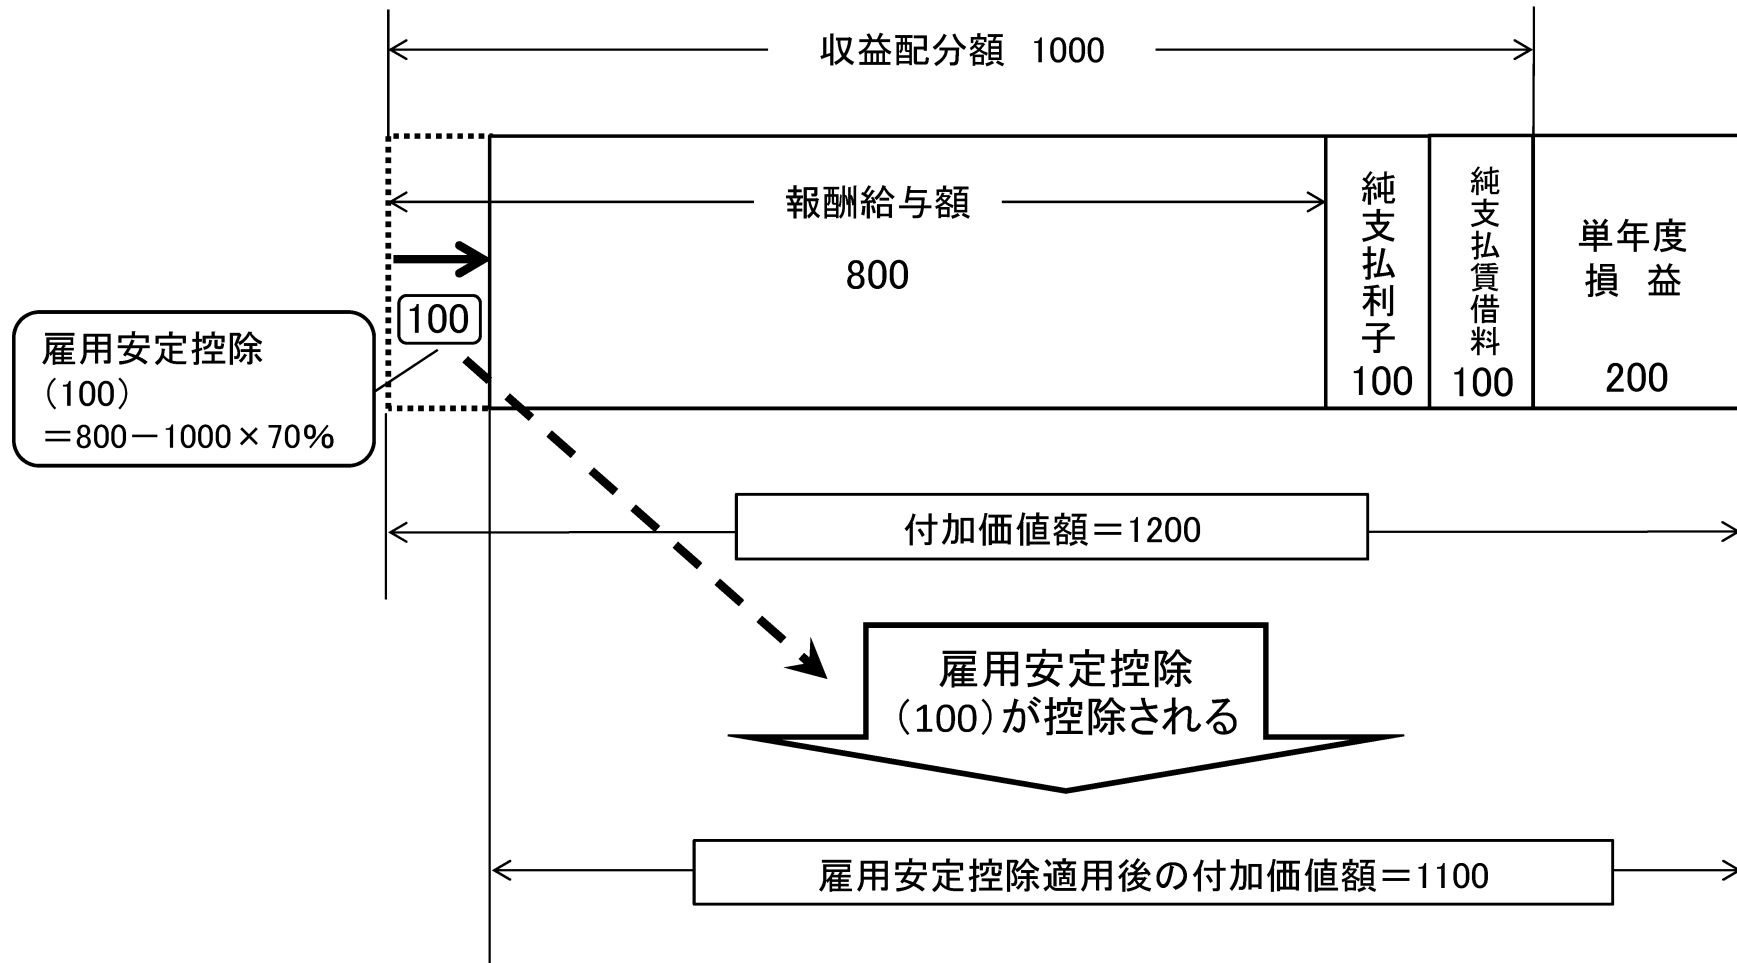 収益配分額 1000
報酬給与額
800
純支払利子
100
純支払賃借料
100
単年度
損 益
200
100
雇用安定控除
（100）
＝800－1000×70％
付加価値額＝1200
雇用安定控除
（100）が控除される
雇用安定控除適用後の付加価値額＝1100